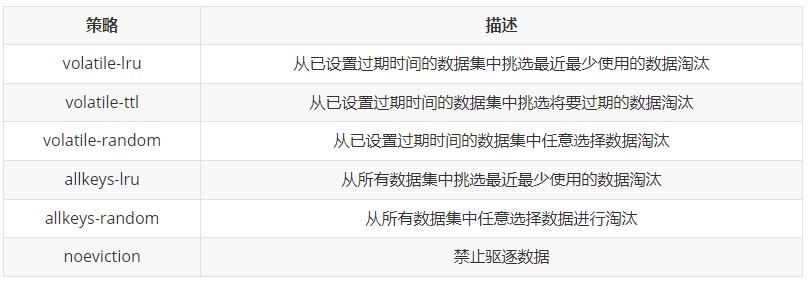 策略 描述
volatile-lru 从已设置过期时间的数据集中挑选最近最少使用的数据淘汰
volatile-ttl 从已设置过期时间的数据集中挑选将要过期的数据淘汰
volatile-random 从已设置过期时间的数据集中任意选择数据淘汰
allkeys-lru 从所有数据集中挑选最近最少使用的数据淘汰
allkeys-random 从所有数据集中任意选择数据进行淘汰
noeviction 禁止驱逐数据